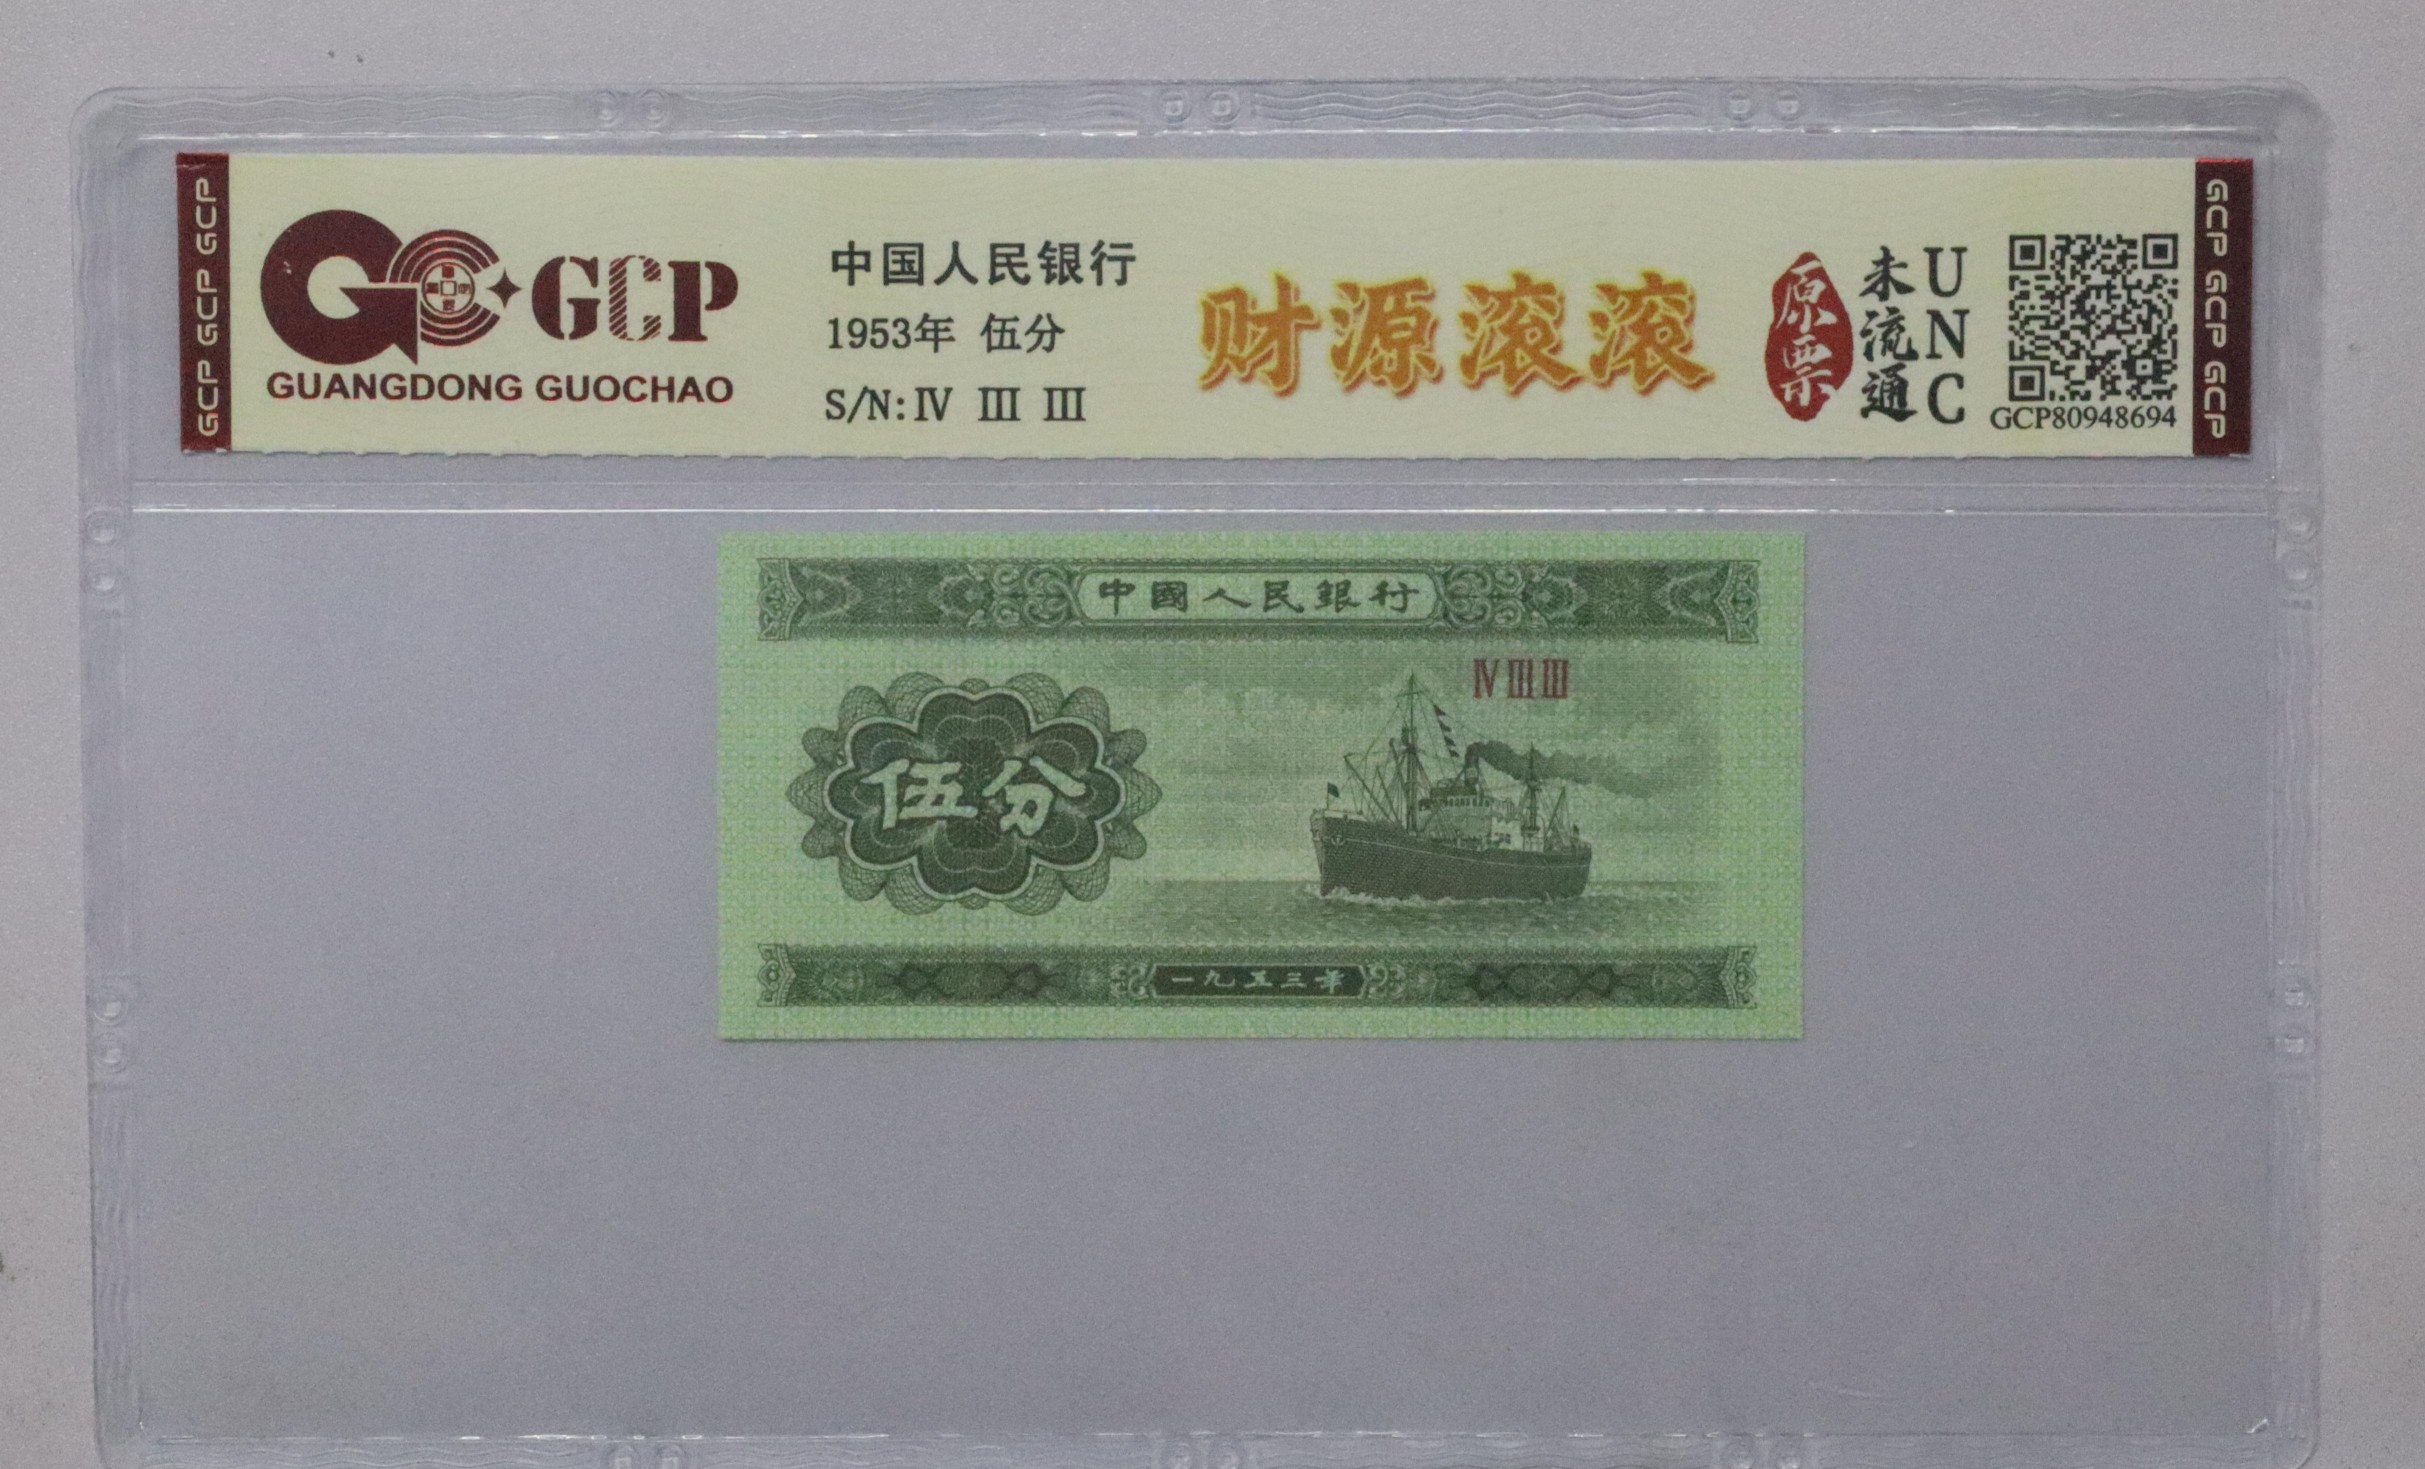 GCP GCP GCP
GCP
GUANGDONG GUOCHAO
中国人民银行
1953年 伍分
S/N: IV III III
财源滚滚
原票
未流通
UNC
GCP80948694
GCP GCP GCP
中國人民銀行
IV III III
伍分
一九五三年